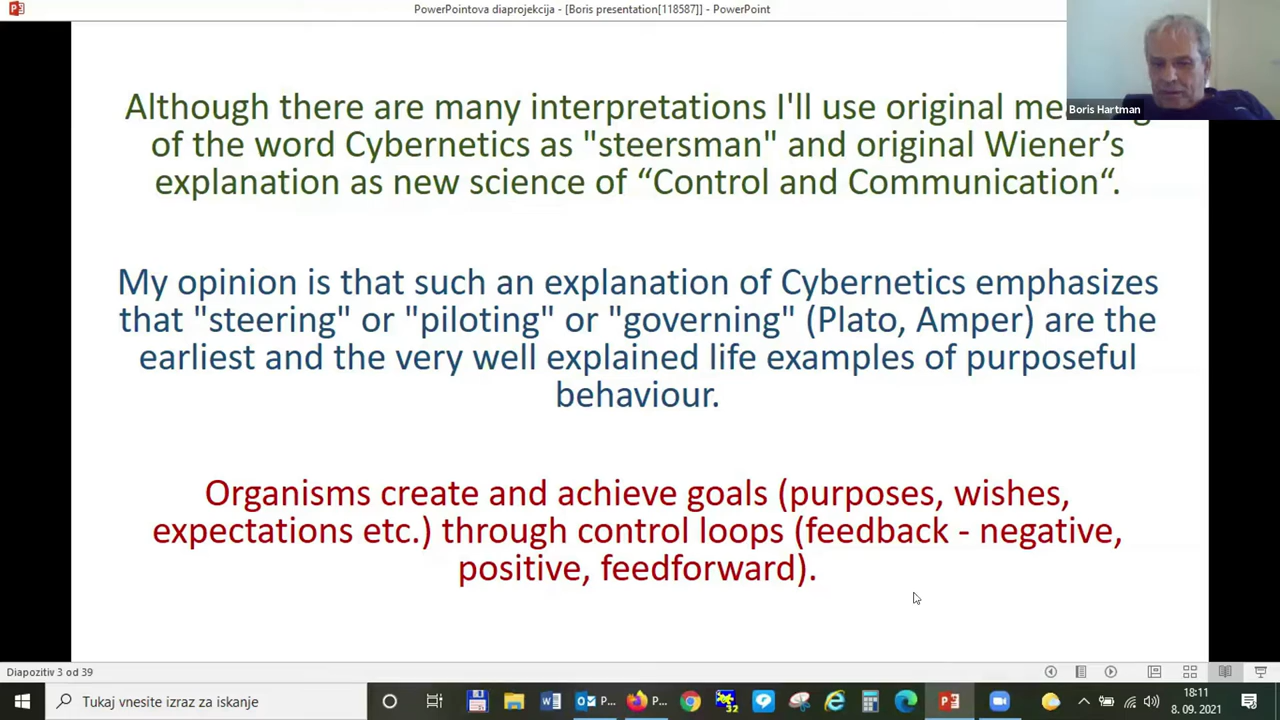 PowerPointova diaprojekcija - [Boris presentation[118587]] - PowerPoint
Boris Hartman
Although there are many interpretations I'll use original
of the word Cybernetics as "steersman" and original Wiener’s
explanation as new science of “Control and Communication“.
My opinion is that such an explanation of Cybernetics emphasizes
that "steering" or "piloting" or "governing" (Plato, Amper) are the
earliest and the very well explained life examples of purposeful
behaviour.
Organisms create and achieve goals (purposes, wishes,
expectations etc.) through control loops (feedback - negative,
positive, feedforward).
Diapozitiv 3 od 39
Tukaj vnesite izraz za iskanje
P...
P...
32
18:11
8. 09. 2021